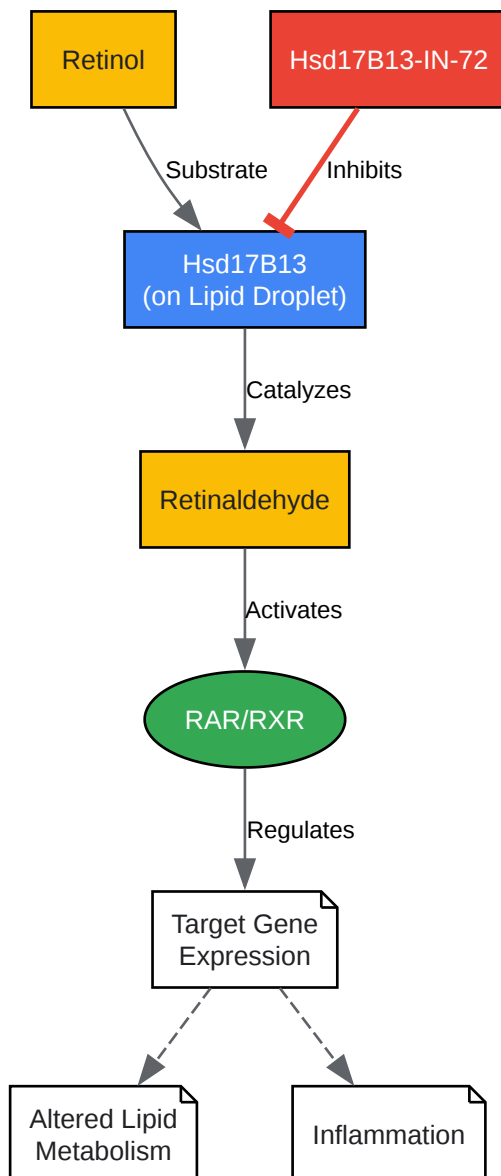 Retinol
Hsd17B13-IN-72
Substrate
Inhibits
Hsd17B13
(on Lipid Droplet)
Catalyzes
Retinaldehyde
Activates
RAR/RXR
Regulates
Target Gene
Expression
Altered Lipid
Metabolism
Inflammation